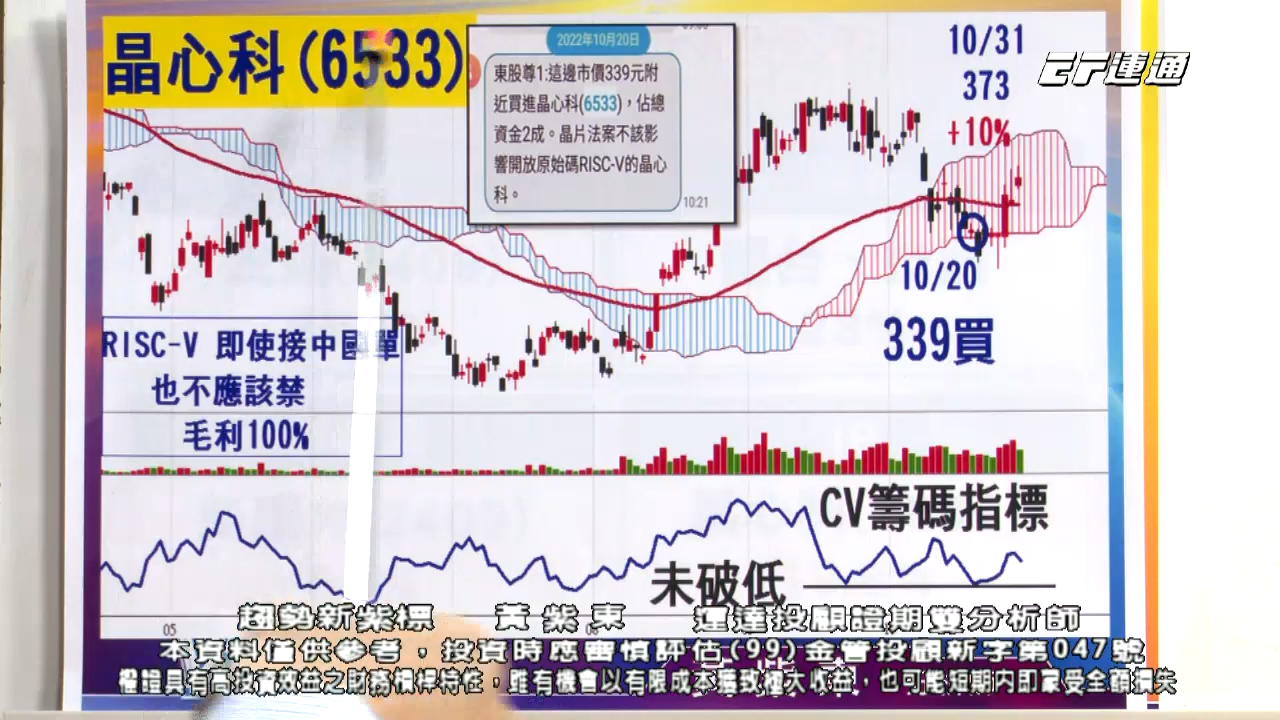 晶心科(6533)
2022年10月20日
東股尊1:這邊市價339元附
近買進晶心科(6533)，佔總
資金2成。晶片法案不該影
響開放原始碼RISC-V的晶心
科。
10:21
10/31
373
+10%
運通
10/20
339買
RISC-V 即使接中國單
也不應該禁
毛利100%
CV籌碼指標
未破低
05
趨勢新紫標 黃紫東 運達投顧證期雙分析師
本資料僅供參考，投資時應審慎評估(99)金管投顧新字第047號
權證具有高投資效益之財務槓桿特性，雖有機會以有限成本獲致極大收益，也可能短期內即蒙受全額損失